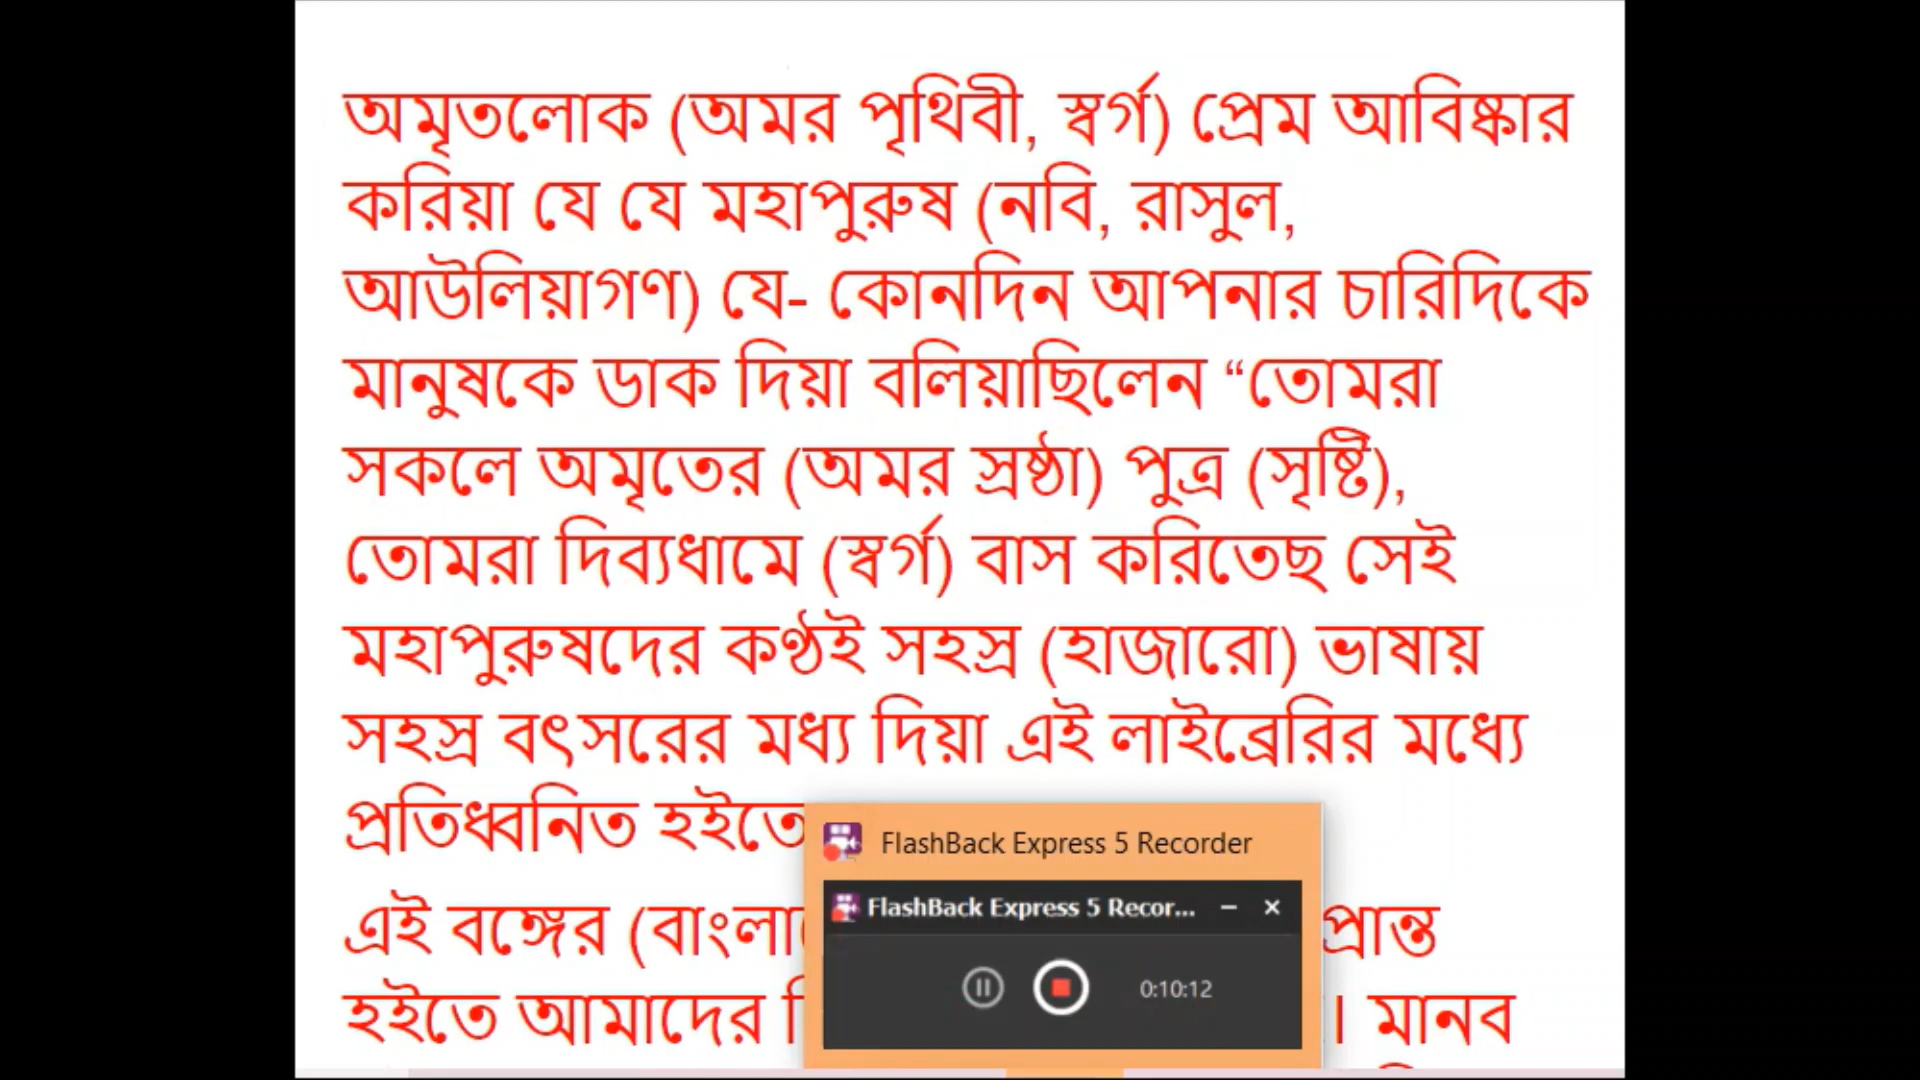 অমৃতলোক (অমর পৃথিবী, স্বর্গ) প্রেম আবিষ্কার
করিয়া যে যে মহাপুরুষ (নবি, রাসুল,
আউলিয়াগণ) যে- কোনদিন আপনার চারিদিকে
মানুষকে ডাক দিয়া বলিয়াছিলেন “তোমরা
সকলে অমৃতের (অমর স্রষ্ঠা) পুত্র (সৃষ্টি),
তোমরা দিব্যধামে (স্বর্গ) বাস করিতেছ সেই
মহাপুরুষদের কণ্ঠই সহস্র (হাজারো) ভাষায়
সহস্র বৎসরের মধ্য দিয়া এই লাইব্রেরির মধ্যে
প্রতিধ্বনিত হইতে
FlashBack Express 5 Recorder
FlashBack Express 5 Recor...
এই বঙ্গের প্রান্ত
0:10:12
হইতে আমাদের । মানব